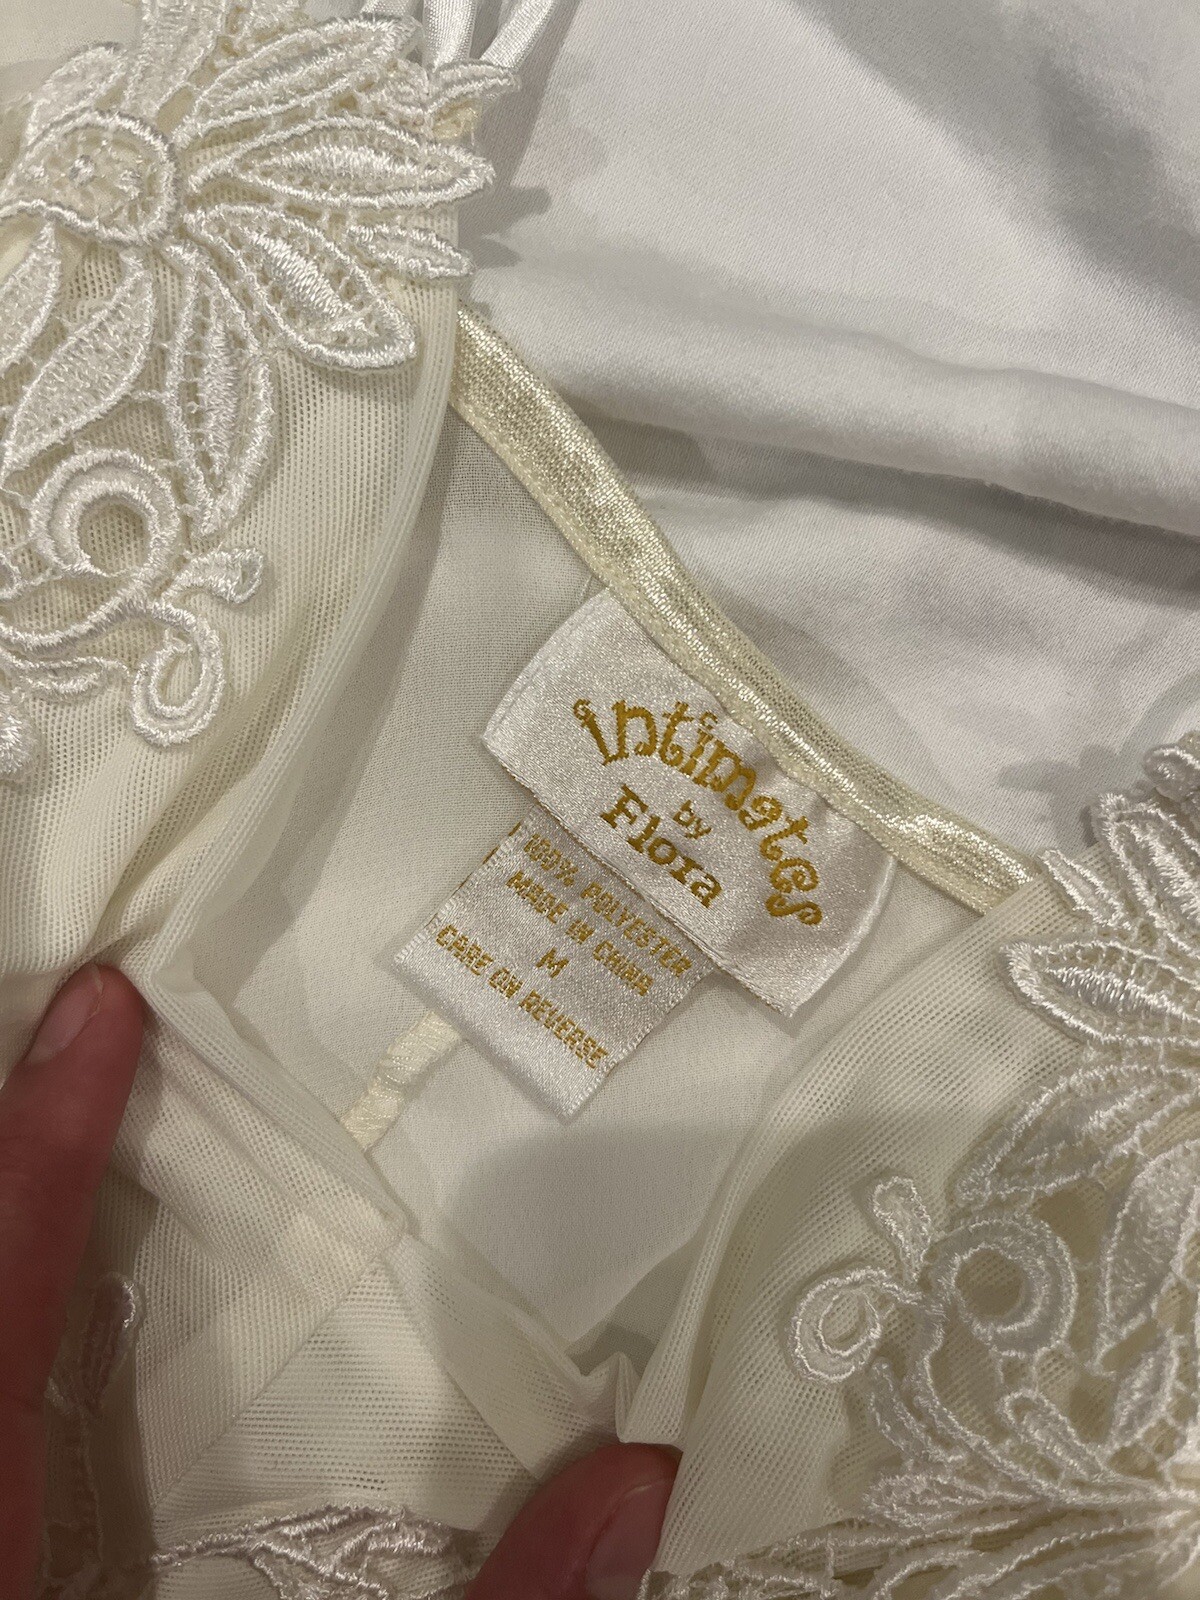 Intimates
by
Flora
100% POLYESTER
MADE IN CHINA
M
CARE ON REVERSE